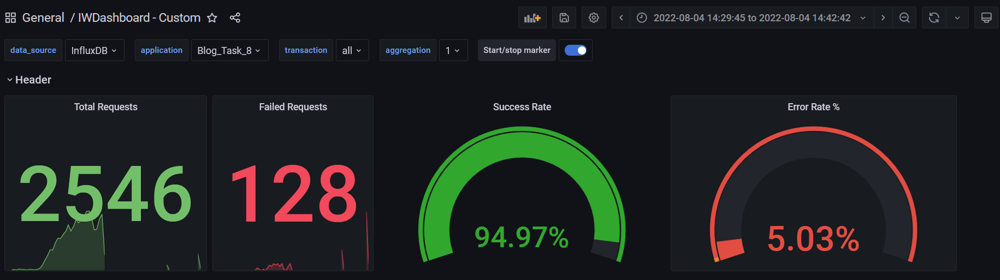 General / IWDashboard - Custom
2022-08-04 14:29:45 to 2022-08-04 14:42:42
data_source InfluxDB application Blog_Task_8 transaction all aggregation 1 Start/stop marker
Header
Total Requests Failed Requests Success Rate Error Rate %
2546 128 94.97% 5.03%